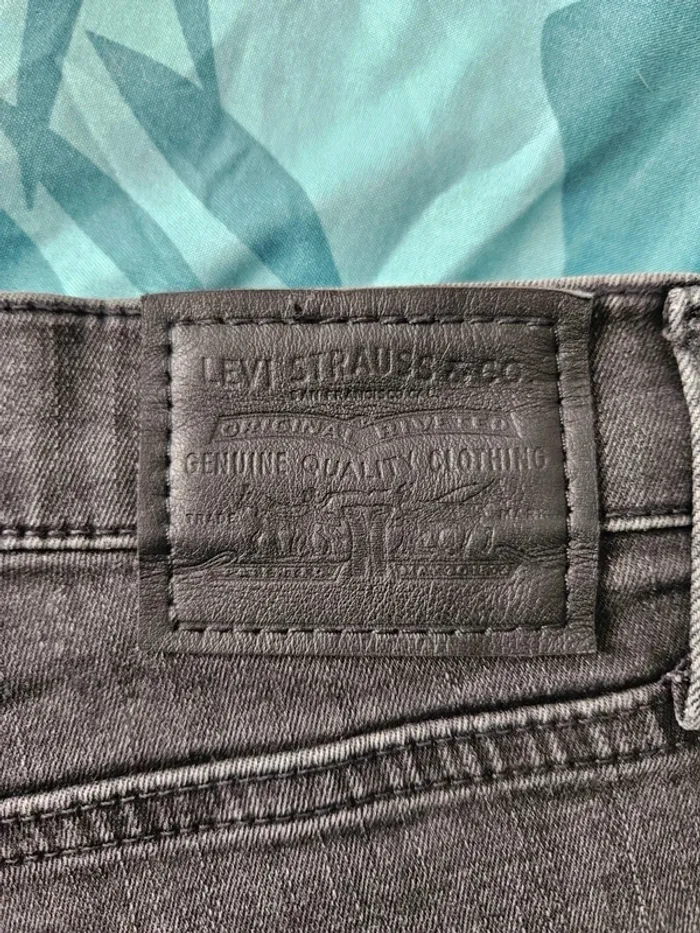 LEVI STRAUSS & CO.
SAN FRANCISCO CAL.
ORIGINAL RIVETED
GENUINE QUALITY CLOTHING
TRADE MARK